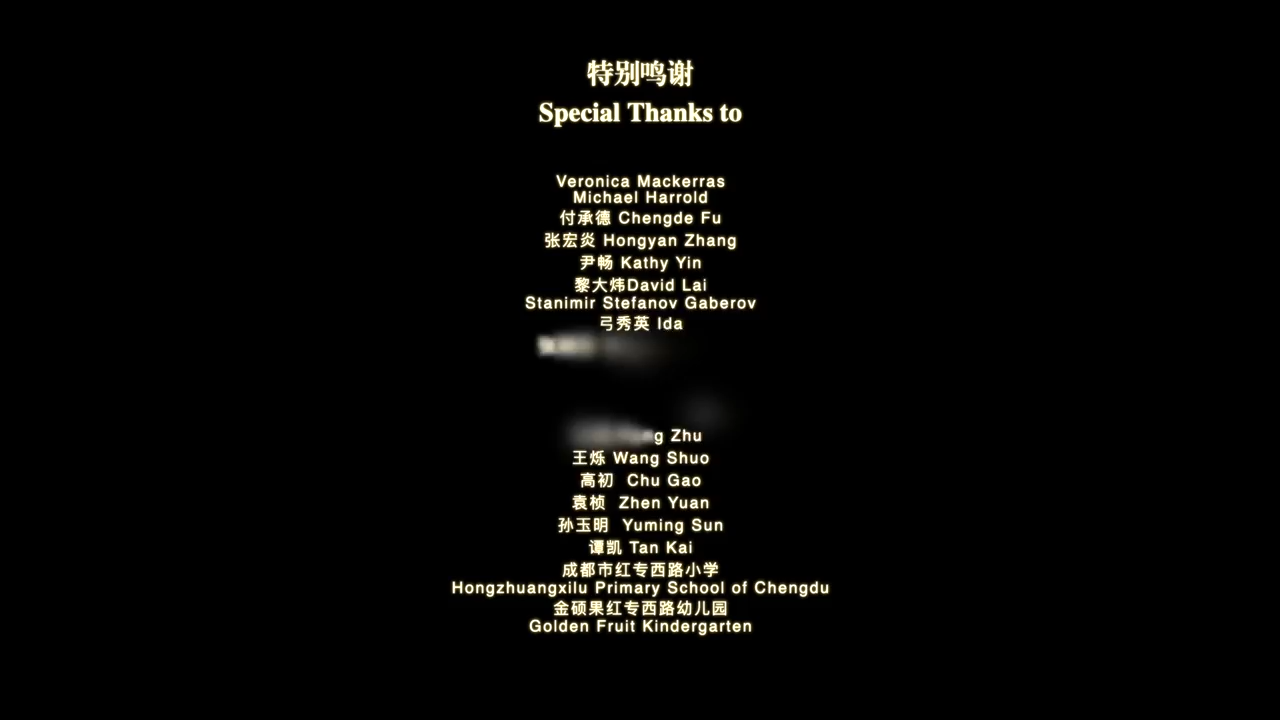 特别鸣谢
Special Thanks to
Veronica Mackerras
Michael Harrold
付承德 Chengde Fu
张宏炎 Hongyan Zhang
尹畅 Kathy Yin
黎大炜David Lai
Stanimir Stefanov Gaberov
弓秀英 Ida
Zhu
王烁 Wang Shuo
高初 Chu Gao
袁桢 Zhen Yuan
孙玉明 Yuming Sun
谭凯 Tan Kai
成都市红专西路小学
Hongzhuangxilu Primary School of Chengdu
金硕果红专西路幼儿园
Golden Fruit Kindergarten